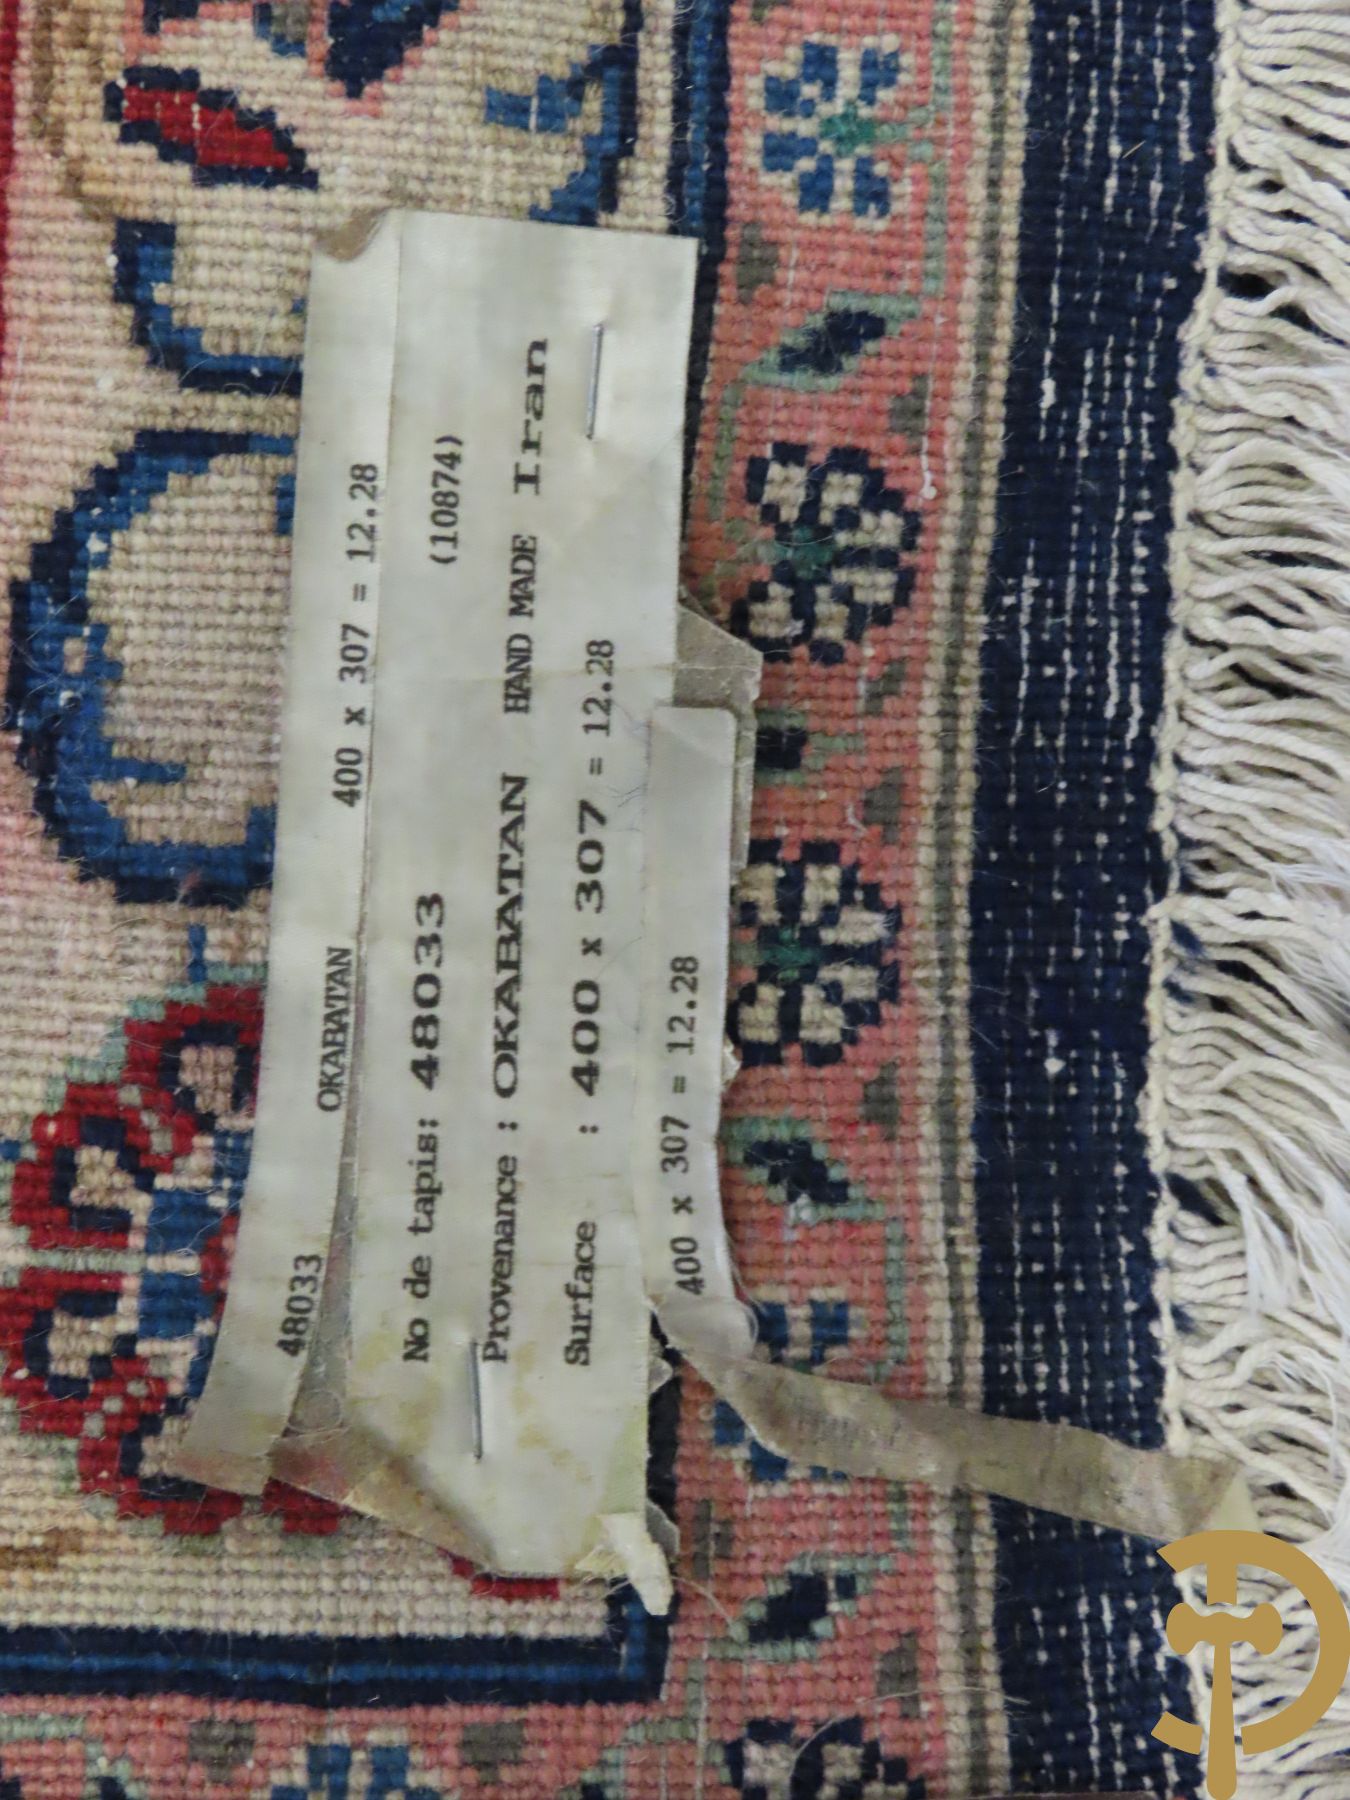 48033 OKABATAN 400 x 307 = 12.28
No de tapis: 48033 (10874)
Provenance : OKABATAN HAND MADE Iran
Surface : 400 x 307 = 12.28
400 x 307 = 12.28